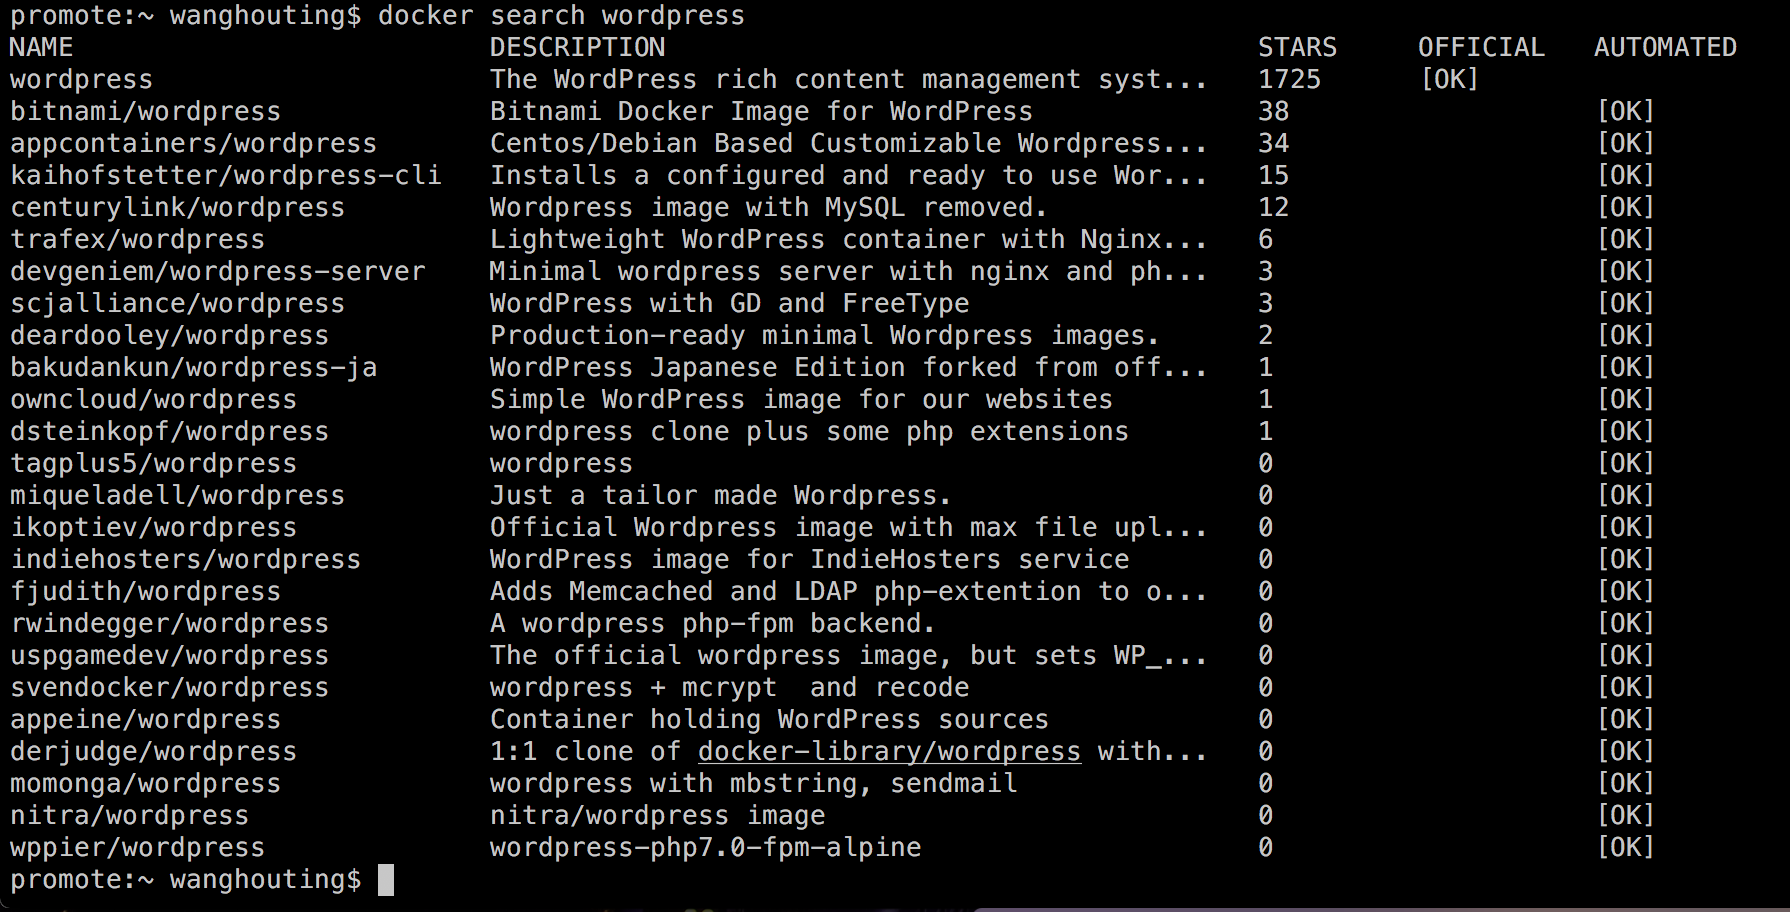 promote:~ wanghouting$ docker search wordpress
NAME DESCRIPTION STARS OFFICIAL AUTOMATED
wordpress The WordPress rich content management syst... 1725 [OK]
bitnami/wordpress Bitnami Docker Image for WordPress 38 [OK]
appcontainers/wordpress Centos/Debian Based Customizable Wordpress... 34 [OK]
kaihofstetter/wordpress-cli Installs a configured and ready to use Wor... 15 [OK]
centurylink/wordpress Wordpress image with MySQL removed. 12 [OK]
trafex/wordpress Lightweight WordPress container with Nginx... 6 [OK]
devgeniem/wordpress-server Minimal wordpress server with nginx and ph... 3 [OK]
scjalliance/wordpress WordPress with GD and FreeType 3 [OK]
deardooley/wordpress Production-ready minimal Wordpress images. 2 [OK]
bakudankun/wordpress-ja WordPress Japanese Edition forked from off... 1 [OK]
owncloud/wordpress Simple WordPress image for our websites 1 [OK]
dsteinkopf/wordpress wordpress clone plus some php extensions 1 [OK]
tagplus5/wordpress wordpress 0 [OK]
miqueladell/wordpress Just a tailor made Wordpress. 0 [OK]
ikoptiev/wordpress Official Wordpress image with max file upl... 0 [OK]
indiehosters/wordpress WordPress image for IndieHosters service 0 [OK]
fjudith/wordpress Adds Memcached and LDAP php-extention to o... 0 [OK]
rwindegger/wordpress A wordpress php-fpm backend. 0 [OK]
uspgamedev/wordpress The official wordpress image, but sets WP_... 0 [OK]
svendocker/wordpress wordpress + mcrypt  and recode 0 [OK]
appeine/wordpress Container holding WordPress sources 0 [OK]
derjudge/wordpress 1:1 clone of docker-library/wordpress with... 0 [OK]
momonga/wordpress wordpress with mbstring, sendmail 0 [OK]
nitra/wordpress nitra/wordpress image 0 [OK]
wppier/wordpress wordpress-php7.0-fpm-alpine 0 [OK]
promote:~ wanghouting$